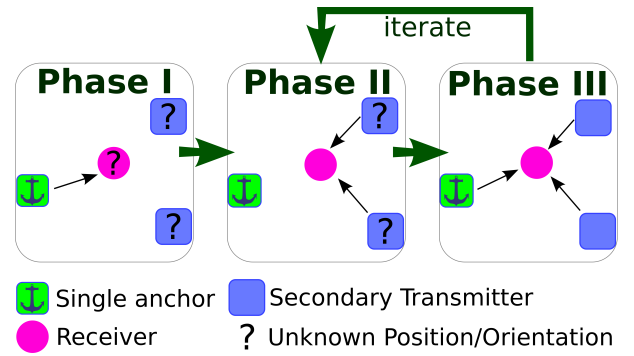 iterate
Phase I
Phase II
Phase III
?
?
?
?
?
Single anchor
Secondary Transmitter
Receiver
? Unknown Position/Orientation